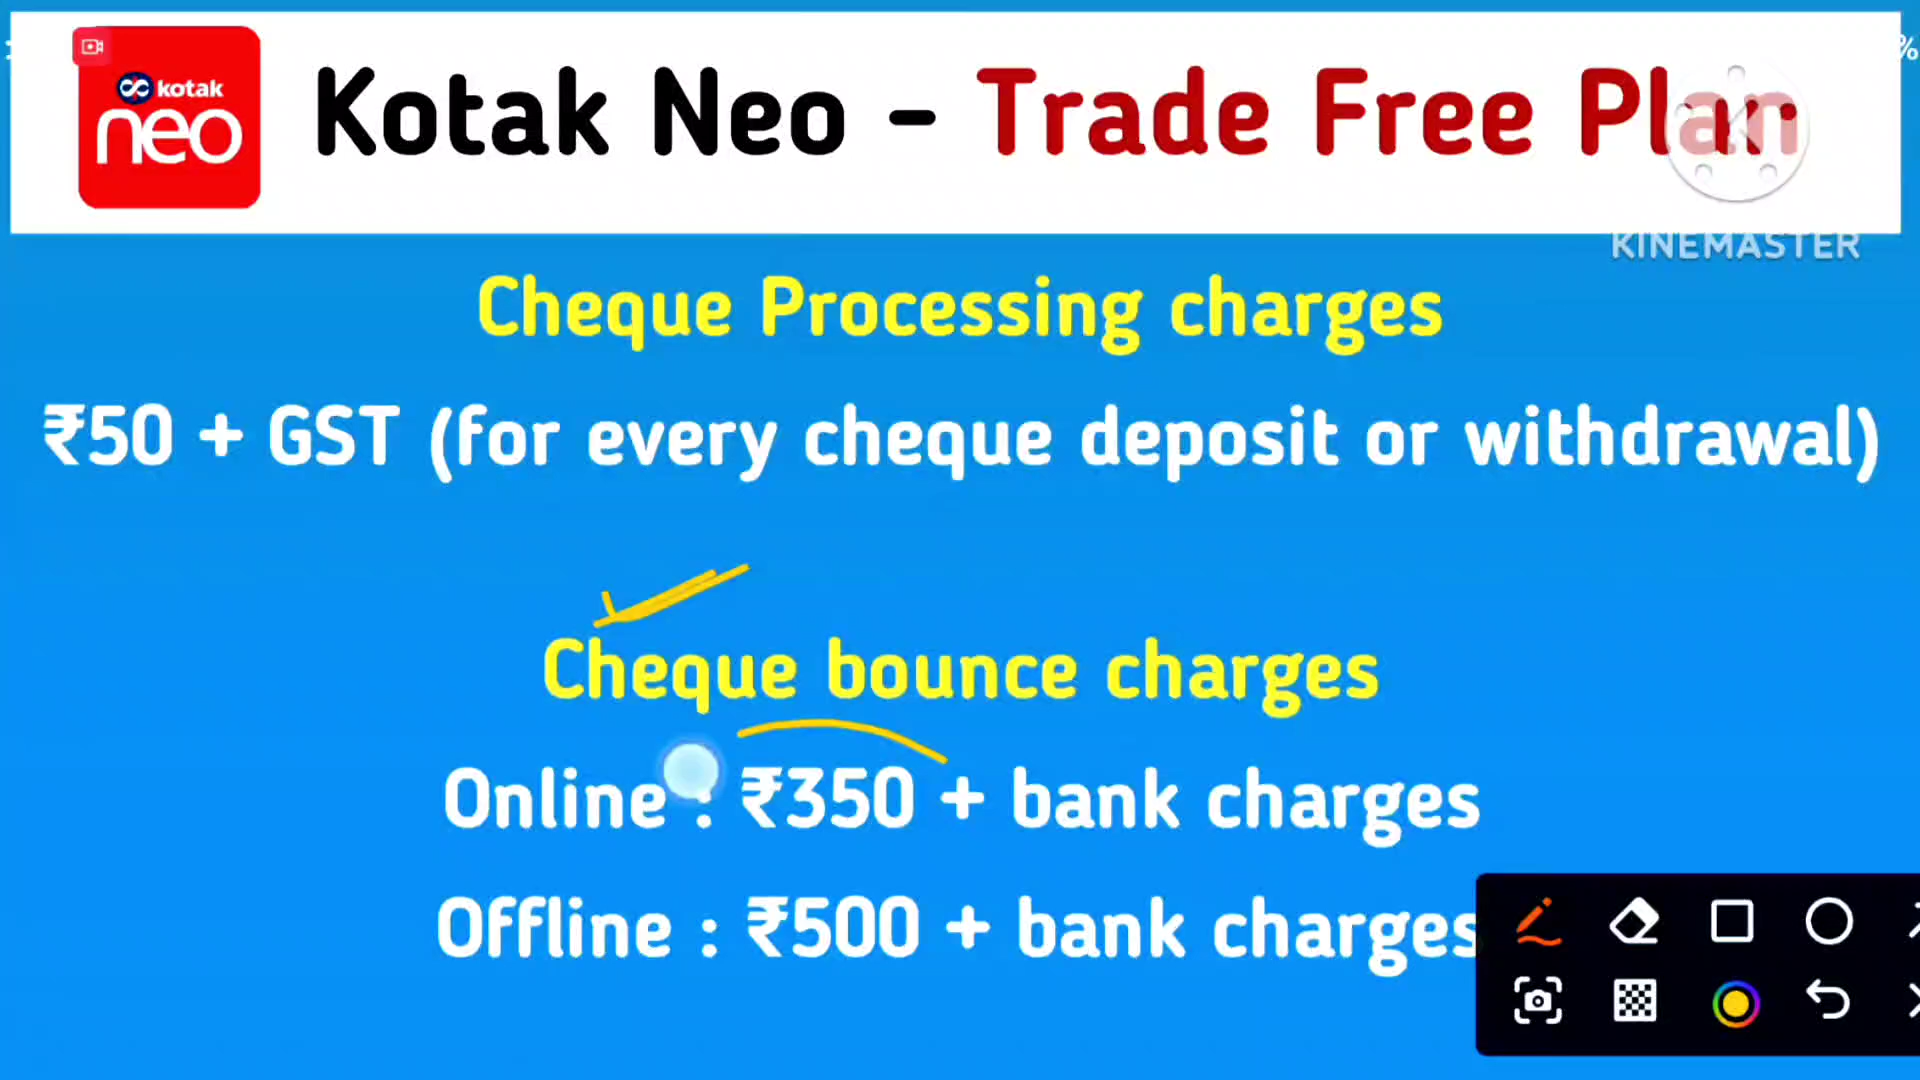 kotak
neo
Kotak Neo - Trade Free Plan
%
KINEMASTER
Cheque Processing charges
₹50 + GST (for every cheque deposit or withdrawal)
Cheque bounce charges
Online : ₹350 + bank charges
Offline : ₹500 + bank charges